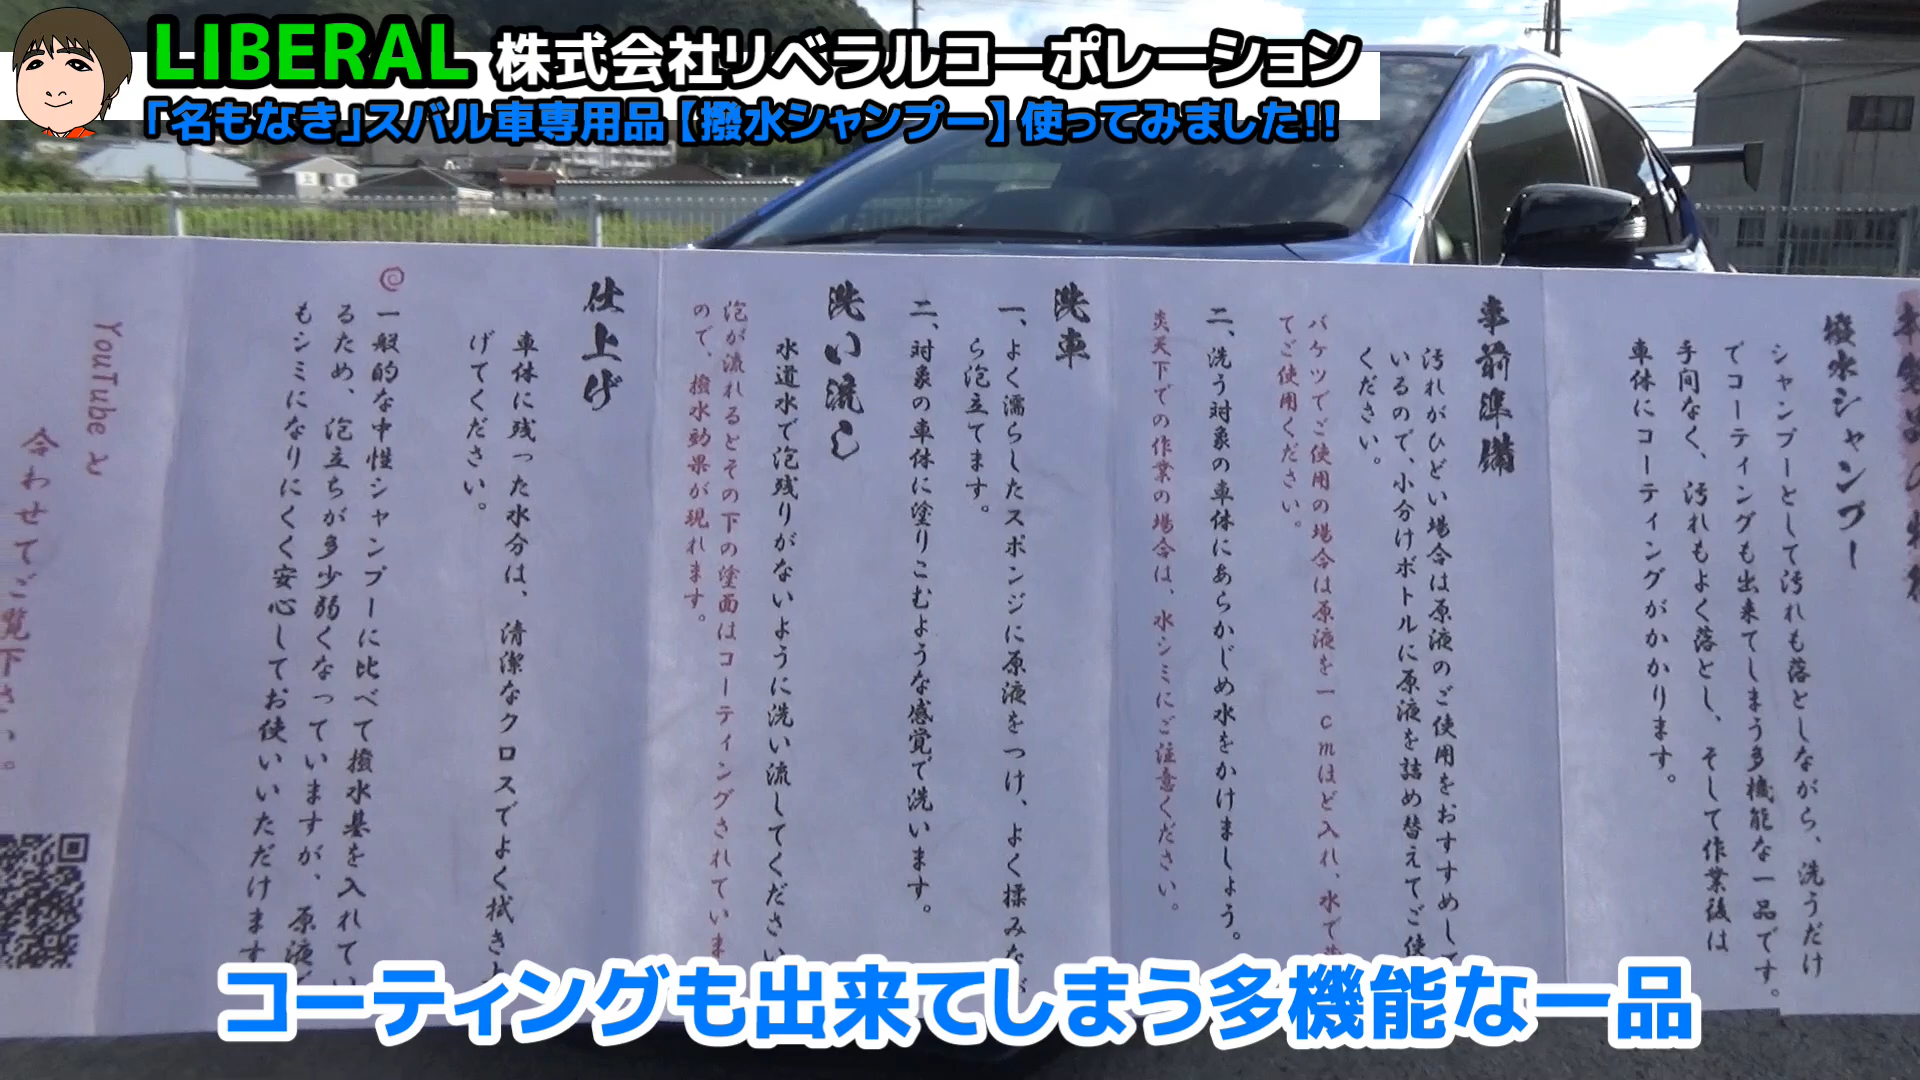 LIBERAL 株式会社リベラルコーポレーション
「名もなき」スバル車専用品【撥水シャンプー】使ってみました!!
撥水シャンプー
シャンプーとして汚れも落としながら、洗うだけ
でコーティングも出来てしまう多機能な一品です。
手間なく、汚れもよく落とし、そして作業後は
車体にコーティングがかかります。
車前準備
汚れがひどい場合は原液のご使用をおすすめして
いるので、小分けボトルに原液を詰め替えてご使
ください。
バケツでご使用の場合は原液を一cmほど入れ、水で
てご使用ください。
二、洗う対象の車体にあらかじめ水をかけましょう。
炎天下での作業の場合は、水シミにご注意ください。
洗車
一、よく濡らしたスポンジに原液をつけ、よく揉みなが
ら泡立てます。
二、対象の車体に塗りこむような感覚で洗います。
洗い流し
水道水で泡残りがないように洗い流してください
泡が流れるとその下の塗面はコーティングされていま
ので、撥水効果が現れます。
仕上げ
車体に残った水分は、清潔なクロスでよく拭き上
げてください。
一般的な中性シャンプーに比べて撥水基を入れてい
るため、泡立ちが多少弱くなっていますが、原液で
もシミになりにくく安心してお使いいただけます
YouTubeと
合わせてご覧下さい。
コーティングも出来てしまう多機能な一品